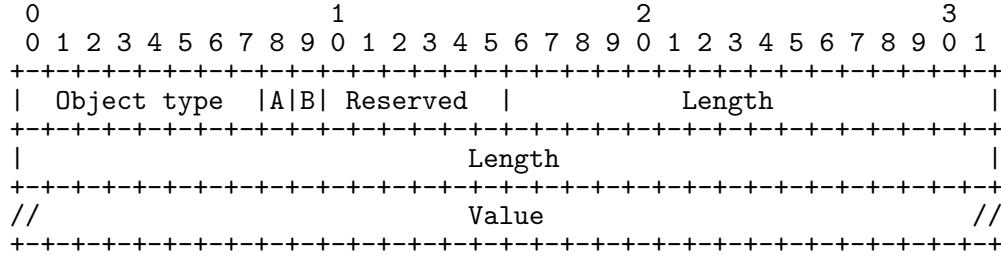 0                   1                   2                   3
 0 1 2 3 4 5 6 7 8 9 0 1 2 3 4 5 6 7 8 9 0 1 2 3 4 5 6 7 8 9 0 1
+-+-+-+-+-+-+-+-+-+-+-+-+-+-+-+-+-+-+-+-+-+-+-+-+-+-+-+-+-+-+-+-+
|  Object type  |A|B| Reserved  |           Length              |
+-+-+-+-+-+-+-+-+-+-+-+-+-+-+-+-+-+-+-+-+-+-+-+-+-+-+-+-+-+-+-+-+
|                             Length                            |
+-+-+-+-+-+-+-+-+-+-+-+-+-+-+-+-+-+-+-+-+-+-+-+-+-+-+-+-+-+-+-+-+
//                            Value                            //
+-+-+-+-+-+-+-+-+-+-+-+-+-+-+-+-+-+-+-+-+-+-+-+-+-+-+-+-+-+-+-+-+